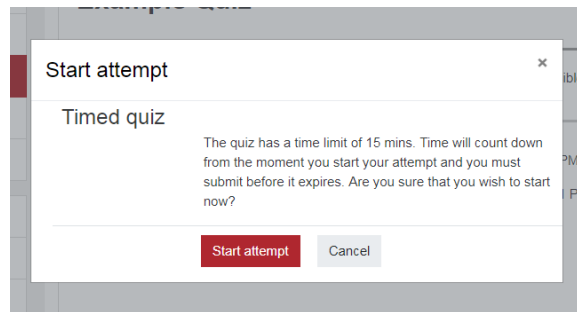 Example Quiz
Start attempt ×
Timed quiz
The quiz has a time limit of 15 mins. Time will count down
from the moment you start your attempt and you must
submit before it expires. Are you sure that you wish to start
now?
Start attempt Cancel